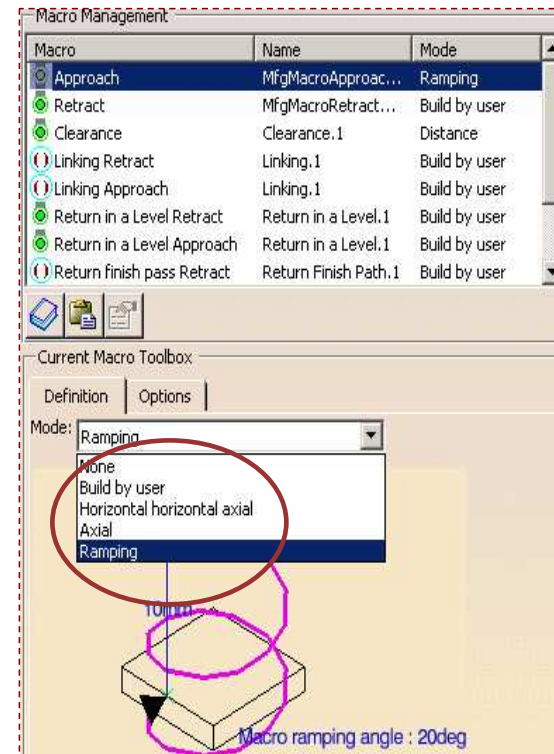 Macro Management
Macro Name Mode
Approach MfgMacroApproac... Ramping
Retract MfgMacroRetract... Build by user
Clearance Clearance.1 Distance
Linking Retract Linking.1 Build by user
Linking Approach Linking.1 Build by user
Return in a Level Retract Return in a Level.1 Build by user
Return in a Level Approach Return in a Level.1 Build by user
Return finish pass Retract Return Finish Path.1 Build by user
Current Macro Toolbox
Definition Options
Mode: Ramping
None
Build by user
Horizontal horizontal axial
Axial
Ramping
10mm
Macro ramping angle : 20deg